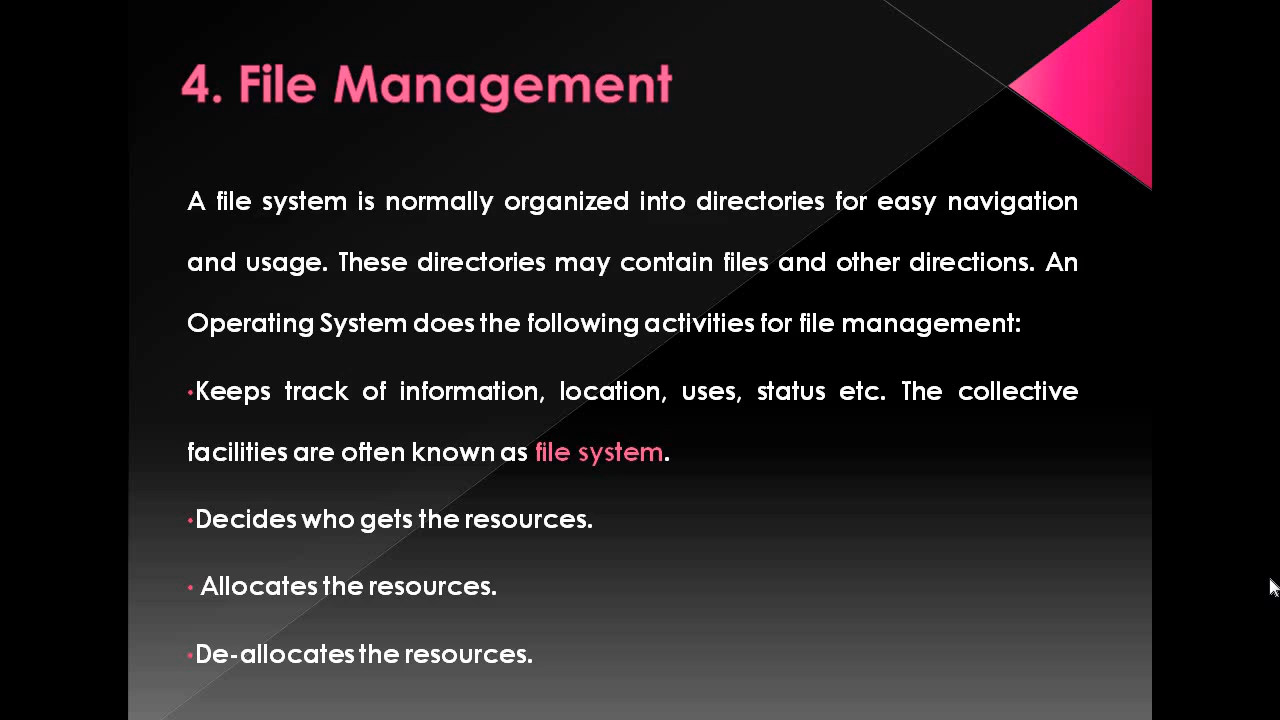 4. File Management
A file system is normally organized into directories for easy navigation
and usage. These directories may contain files and other directions. An
Operating System does the following activities for file management:
•Keeps track of information, location, uses, status etc. The collective
facilities are often known as file system.
•Decides who gets the resources.
• Allocates the resources.
•De-allocates the resources.